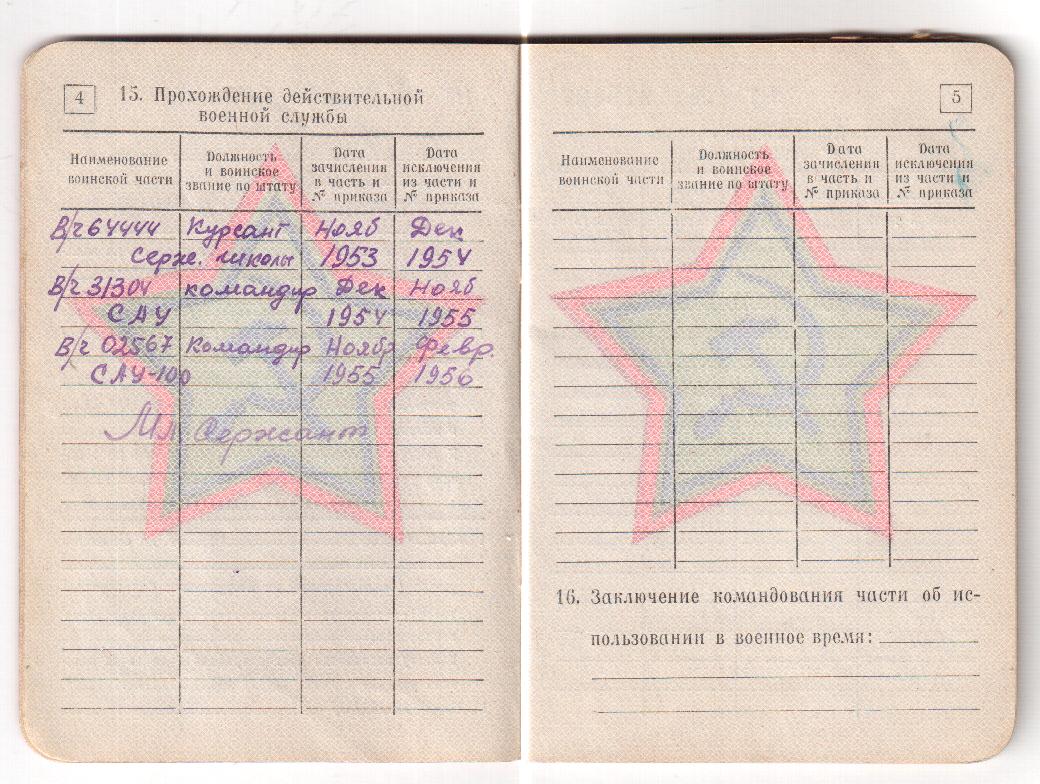 4
15. Прохождение действительной
военной службы
Наименование
воинской части
Должность
и воинское
звание по штату
Дата
зачисления
в часть и
№ приказа
Дата
исключения
из части и
№ приказа
В/ч 64444 Курсант Нояб Дек
Серж. школы 1953 1954
В/ч 31304 командир Дек Нояб
САУ 1954 1955
В/ч 02567 Командир Ноябр Февр.
САУ-100 1955 1956
Мл. Сержант
5
Наименование
воинской части
Должность
и воинское
звание по штату
Дата
зачисления
в часть и
№ приказа
Дата
исключения
из части и
№ приказа
16. Заключение командования части об ис-
пользовании в военное время: